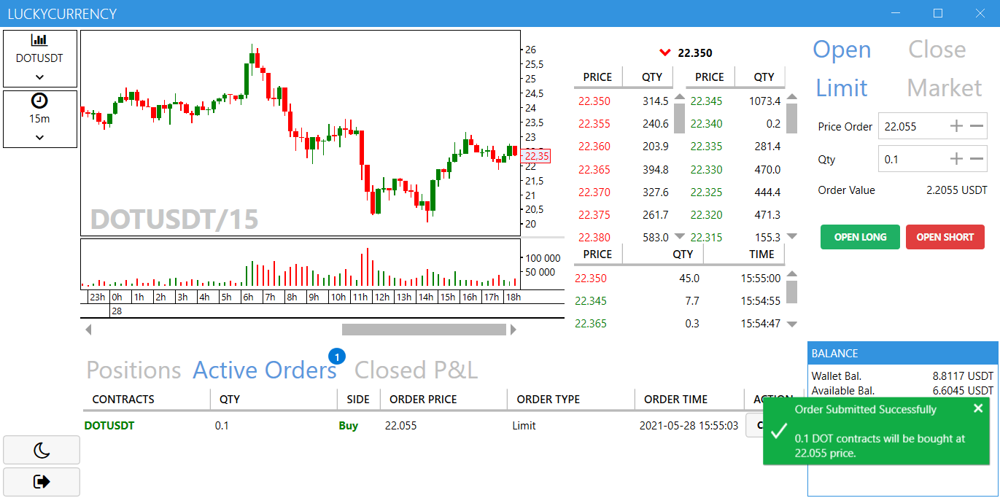 LUCKYCURRENCY
DOTUSDT
15m
DOTUSDT/15
26
25,5
25
24,5
24
23,5
23
22,35
22
21,5
21
20,5
20
100 000
50 000
23h 0h 1h 2h 3h 4h 5h 6h 7h 8h 9h 10h 11h 12h 13h 14h 15h 16h 17h 18h
28
22.350
PRICE QTY PRICE QTY
22.350 314.5 22.345 1073.4
22.355 240.6 22.340 0.2
22.360 203.9 22.335 281.4
22.365 394.8 22.330 470.0
22.370 327.6 22.325 444.4
22.375 261.7 22.320 471.3
22.380 583.0 22.315 155.3
PRICE QTY TIME
22.350 45.0 15:55:00
22.345 7.7 15:54:55
22.365 0.3 15:54:47
Open Close
Limit Market
Price Order 22.055
Qty 0.1
Order Value 2.2055 USDT
OPEN LONG OPEN SHORT
Positions Active Orders 1 Closed P&L
CONTRACTS QTY SIDE ORDER PRICE ORDER TYPE ORDER TIME
DOTUSDT 0.1 Buy 22.055 Limit 2021-05-28 15:55:03
BALANCE
Wallet Bal. 8.8117 USDT
Available Bal. 6.6045 USDT
Order Submitted Successfully
0.1 DOT contracts will be bought at
22.055 price.